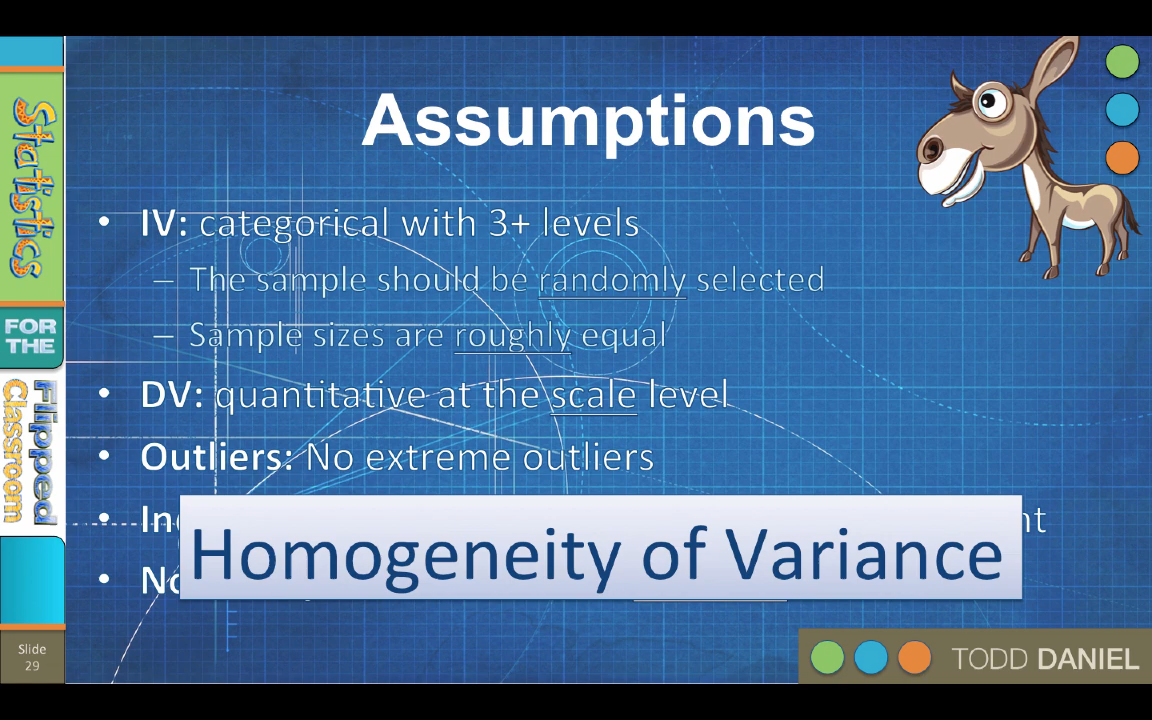 Assumptions
• IV: categorical with 3+ levels
– The sample should be randomly selected
– Sample sizes are roughly equal
• DV: quantitative at the scale level
• Outliers: No extreme outliers
Homogeneity of Variance
Statistics
FOR
THE
Flipped
Classroom
Slide
29
TODD DANIEL